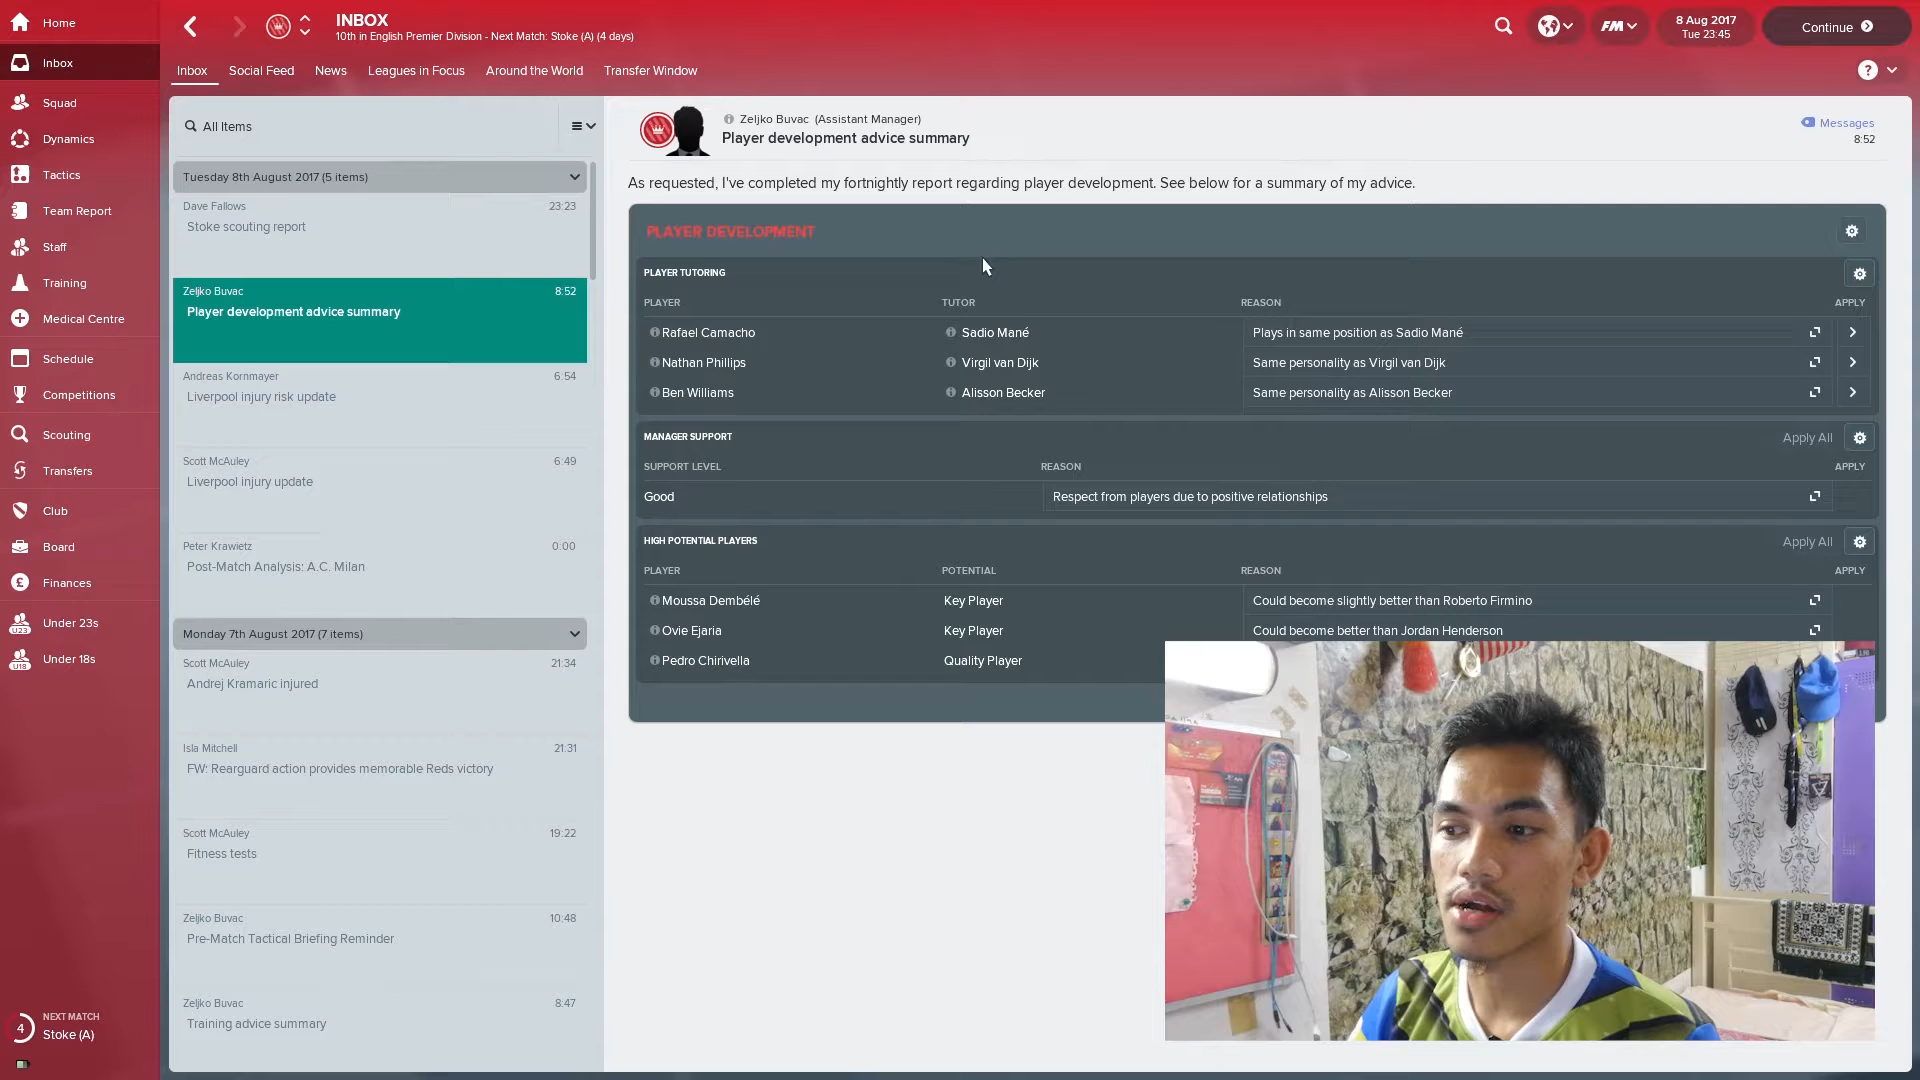 Home
Inbox
Squad
Dynamics
Tactics
Team Report
Staff
Training
Medical Centre
Schedule
Competitions
Scouting
Transfers
Club
Board
Finances
U23
Under 23s
U18
Under 18s
4
NEXT MATCH
Stoke (A)
INBOX
10th in English Premier Division - Next Match: Stoke (A) (4 days)
FM
8 Aug 2017
Tue 23:45
Continue
Inbox
Social Feed
News
Leagues in Focus
Around the World
Transfer Window
?
All Items
Tuesday 8th August 2017 (5 items)
Dave Fallows 23:23
Stoke scouting report
Zeljko Buvac 8:52
Player development advice summary
Andreas Kornmayer 6:54
Liverpool injury risk update
Scott McAuley 6:49
Liverpool injury update
Peter Krawietz 0:00
Post-Match Analysis: A.C. Milan
Monday 7th August 2017 (7 items)
Scott McAuley 21:34
Andrej Kramaric injured
Isla Mitchell 21:31
FW: Rearguard action provides memorable Reds victory
Scott McAuley 19:22
Fitness tests
Zeljko Buvac 10:48
Pre-Match Tactical Briefing Reminder
Zeljko Buvac 8:47
Training advice summary
Zeljko Buvac (Assistant Manager)
Player development advice summary
Messages
8:52
As requested, I've completed my fortnightly report regarding player development. See below for a summary of my advice.
PLAYER DEVELOPMENT
PLAYER TUTORING
PLAYER TUTOR REASON APPLY
Rafael Camacho Sadio Mané Plays in same position as Sadio Mané
Nathan Phillips Virgil van Dijk Same personality as Virgil van Dijk
Ben Williams Alisson Becker Same personality as Alisson Becker
MANAGER SUPPORT Apply All
SUPPORT LEVEL REASON APPLY
Good Respect from players due to positive relationships
HIGH POTENTIAL PLAYERS Apply All
PLAYER POTENTIAL REASON APPLY
Moussa Dembélé Key Player Could become slightly better than Roberto Firmino
Ovie Ejaria Key Player Could become better than Jordan Henderson
Pedro Chirivella Quality Player